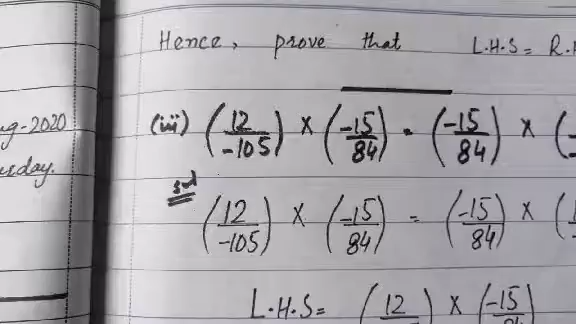 Hence, prove that L.H.S = R.
(iii) (12/-105) × (-15/84) = (-15/84) × (
-2020
Sol
(12/-105) × (-15/84) = (-15/84) × (
L.H.S = (12/ × (-15/